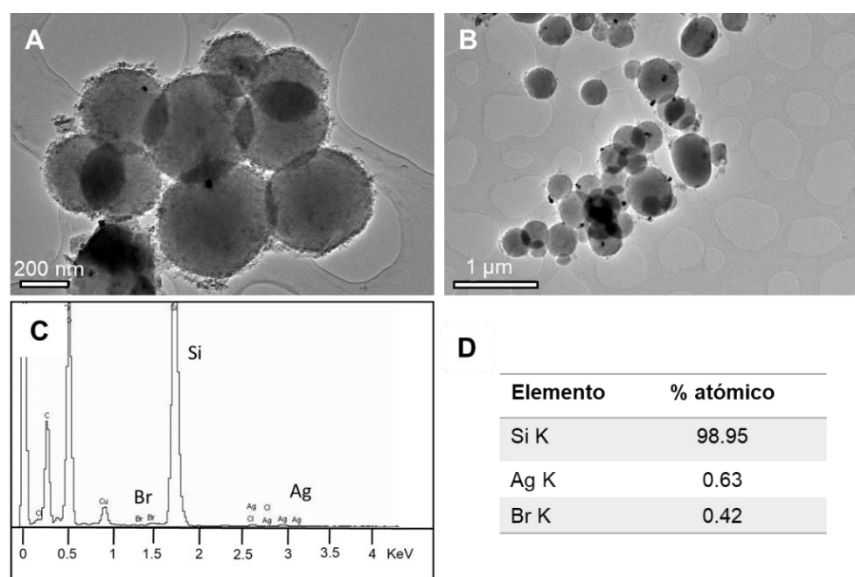 A
200 nm
B
1 µm
C
Si
O
Si
C
Br
Cu
Ag
Cl
Br
Br
Ag
Cl
Cl
Ag
Ag
Ag
0
0.5
1
1.5
2
2.5
3
3.5
4
KeV
D
Elemento % atómico
Si K 98.95
Ag K 0.63
Br K 0.42